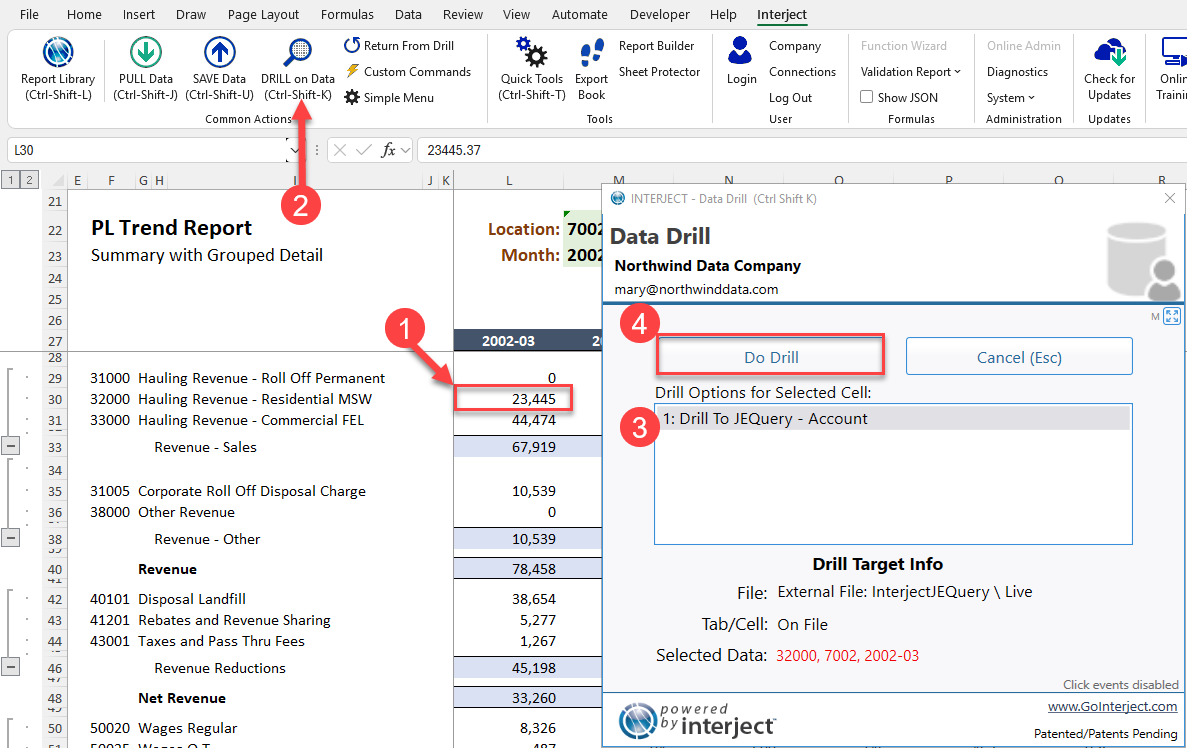 File Home Insert Draw Page Layout Formulas Data Review View Automate Developer Help Interject
Report Library (Ctrl-Shift-L)
PULL Data (Ctrl-Shift-J)
SAVE Data (Ctrl-Shift-U)
DRILL on Data (Ctrl-Shift-K)
Return From Drill
Custom Commands
Simple Menu
Common Actions
Quick Tools (Ctrl-Shift-T)
Export Book
Report Builder
Sheet Protector
Tools
Login
Company
Connections
Log Out
User
Function Wizard
Validation Report
Show JSON
Formulas
Online Admin
Diagnostics
System
Administration
Check for Updates
Updates
L30 fx 23445.37
2
1 2 E F G H I J K L M N O P Q R
21
22 PL Trend Report Location: 7002
23 Summary with Grouped Detail Month: 2002
24
25
26
27 2002-03
28
29 31000 Hauling Revenue - Roll Off Permanent 0
30 32000 Hauling Revenue - Residential MSW 23,445
31 33000 Hauling Revenue - Commercial FEL 44,474
33 Revenue - Sales 67,919
34
35 31005 Corporate Roll Off Disposal Charge 10,539
36 38000 Other Revenue 0
38 Revenue - Other 10,539
40 Revenue 78,458
42 40101 Disposal Landfill 38,654
43 41201 Rebates and Revenue Sharing 5,277
44 43001 Taxes and Pass Thru Fees 1,267
46 Revenue Reductions 45,198
48 Net Revenue 33,260
50 50020 Wages Regular 8,326
1
INTERJECT - Data Drill (Ctrl Shift K)
Data Drill
Northwind Data Company
mary@northwinddata.com
M
4
Do Drill Cancel (Esc)
Drill Options for Selected Cell:
3
1: Drill To JEQuery - Account
Drill Target Info
File: External File: InterjectJEQuery \ Live
Tab/Cell: On File
Selected Data: 32000, 7002, 2002-03
Click events disabled
powered by interject
www.GoInterject.com
Patented/Patents Pending